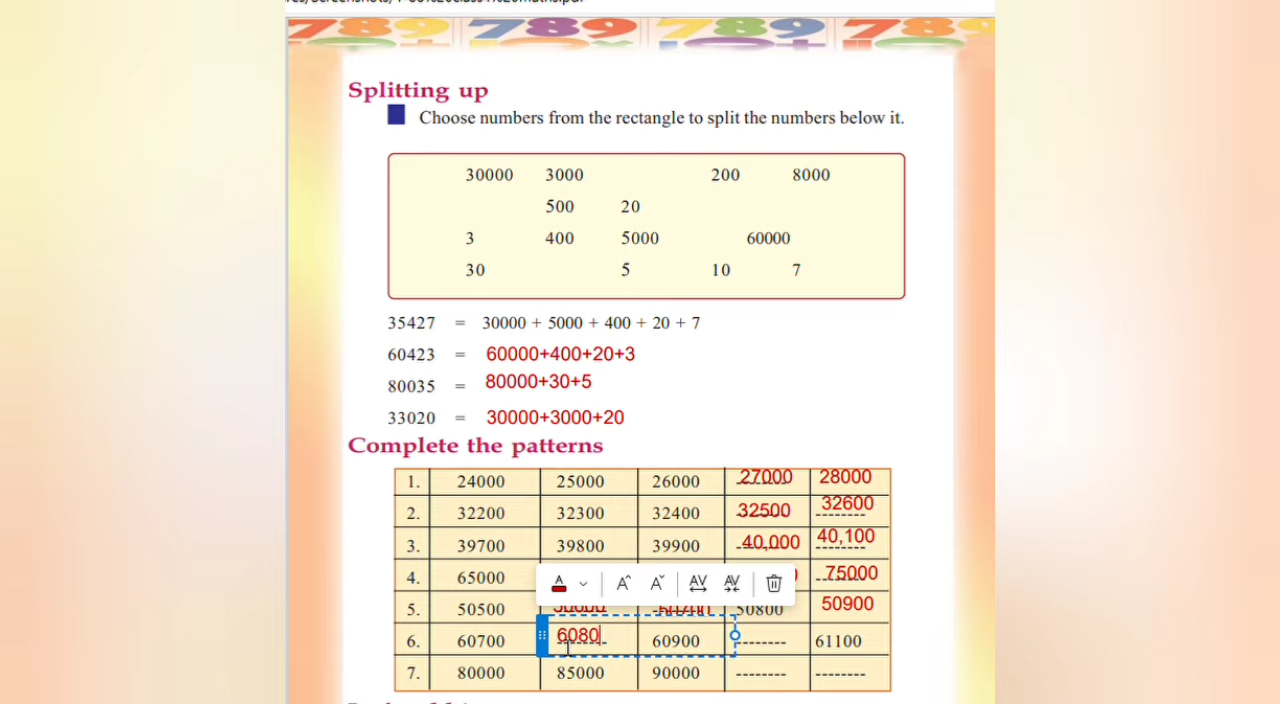 789 789 789 789
Splitting up
Choose numbers from the rectangle to split the numbers below it.
30000 3000 200 8000
500 20
3 400 5000 60000
30 5 10 7
35427 = 30000 + 5000 + 400 + 20 + 7
60423 = 60000+400+20+3
80035 = 80000+30+5
33020 = 30000+3000+20
Complete the patterns
1. 24000 25000 26000 27000 28000
2. 32200 32300 32400 32500 32600
3. 39700 39800 39900 40,000 40,100
4. 65000 75000
5. 50500 50800 50900
6. 60700 6080 60900 -------- 61100
7. 80000 85000 90000 -------- --------